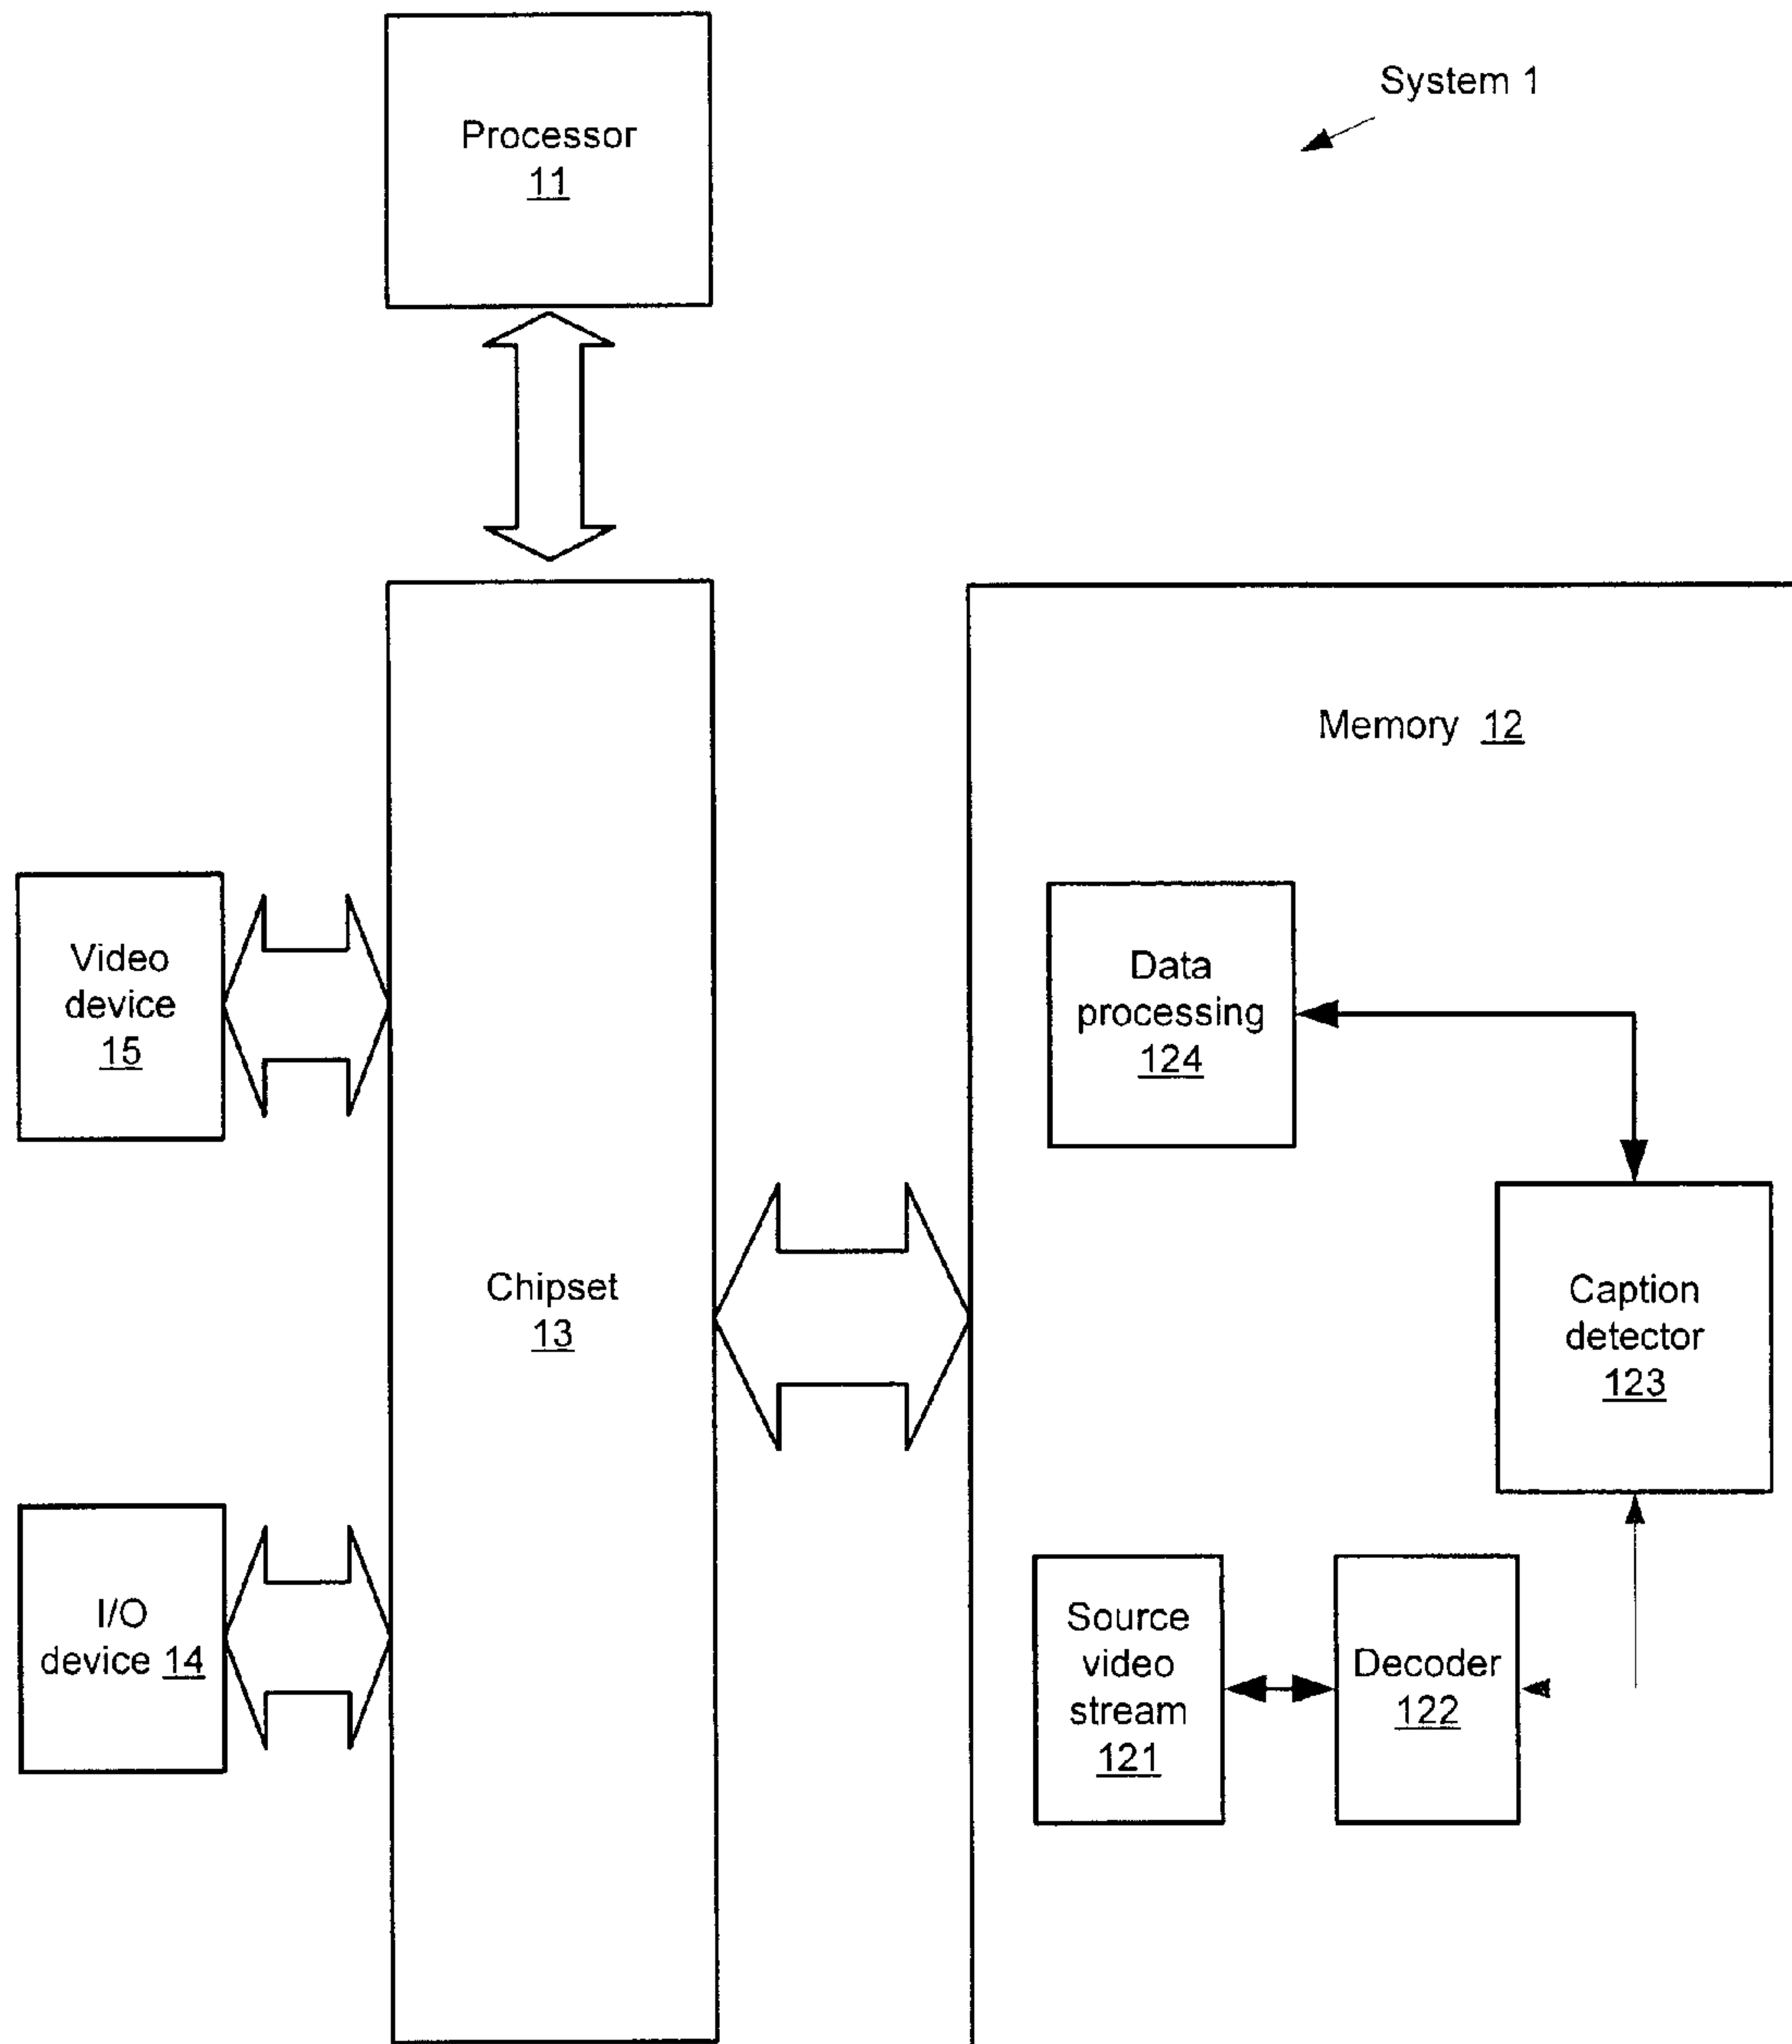 System 1
Processor
11
Memory 12
Video
device
15
Data
processing
124
Chipset
13
Caption
detector
123
I/O
device 14
Source
video
stream
121
Decoder
122